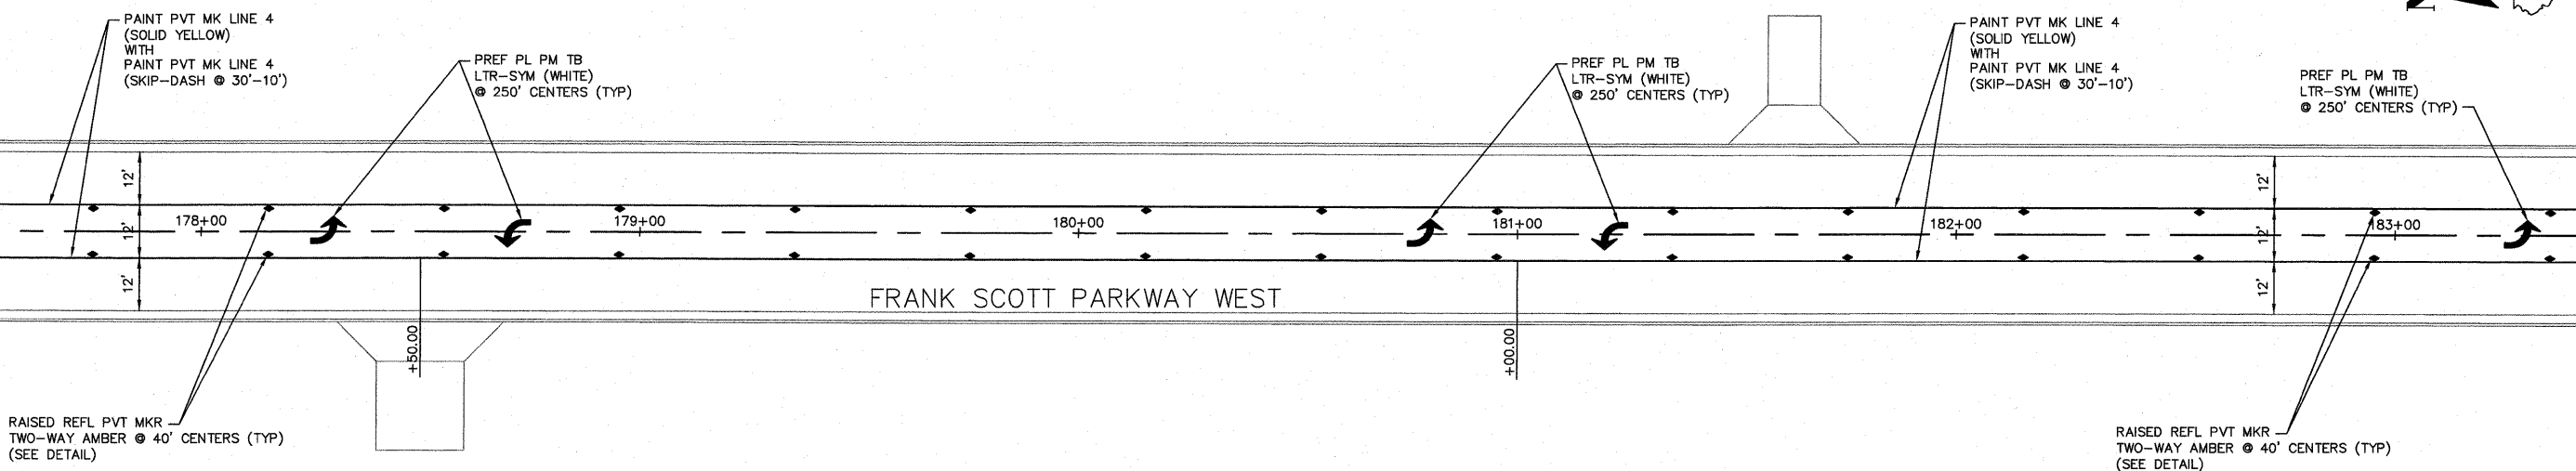 PAINT PVT MK LINE 4
(SOLID YELLOW)
WITH
PAINT PVT MK LINE 4
(SKIP-DASH @ 30'-10')
PREF PL PM TB
LTR-SYM (WHITE)
@ 250' CENTERS (TYP)
PREF PL PM TB
LTR-SYM (WHITE)
@ 250' CENTERS (TYP)
PAINT PVT MK LINE 4
(SOLID YELLOW)
WITH
PAINT PVT MK LINE 4
(SKIP-DASH @ 30'-10')
PREF PL PM TB
LTR-SYM (WHITE)
@ 250' CENTERS (TYP)
12'
12'
12'
178+00
179+00
180+00
181+00
182+00
183+00
12'
12'
12'
FRANK SCOTT PARKWAY WEST
+50.00
+00.00
RAISED REFL PVT MKR
TWO-WAY AMBER @ 40' CENTERS (TYP)
(SEE DETAIL)
RAISED REFL PVT MKR
TWO-WAY AMBER @ 40' CENTERS (TYP)
(SEE DETAIL)